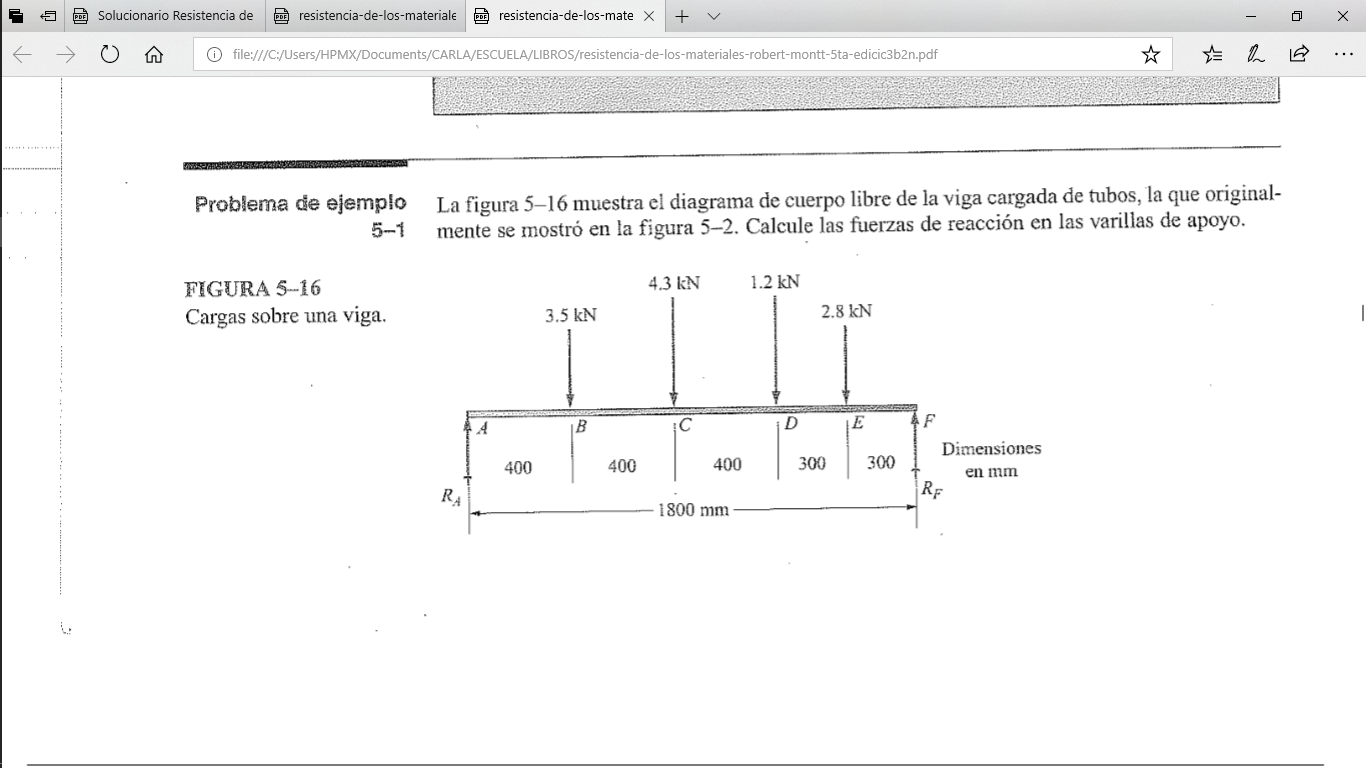 Solucionario Resistencia de
resistencia-de-los-materiale
resistencia-de-los-mate
file:///C:/Users/HPMX/Documents/CARLA/ESCUELA/LIBROS/resistencia-de-los-materiales-robert-montt-5ta-edicic3b2n.pdf
Problema de ejemplo
5–1
La figura 5–16 muestra el diagrama de cuerpo libre de la viga cargada de tubos, la que original-
mente se mostró en la figura 5–2. Calcule las fuerzas de reacción en las varillas de apoyo.
FIGURA 5–16
Cargas sobre una viga.
3.5 kN
4.3 kN
1.2 kN
2.8 kN
A B C D E F
400 400 400 300 300
Dimensiones
en mm
R_A
R_F
1800 mm